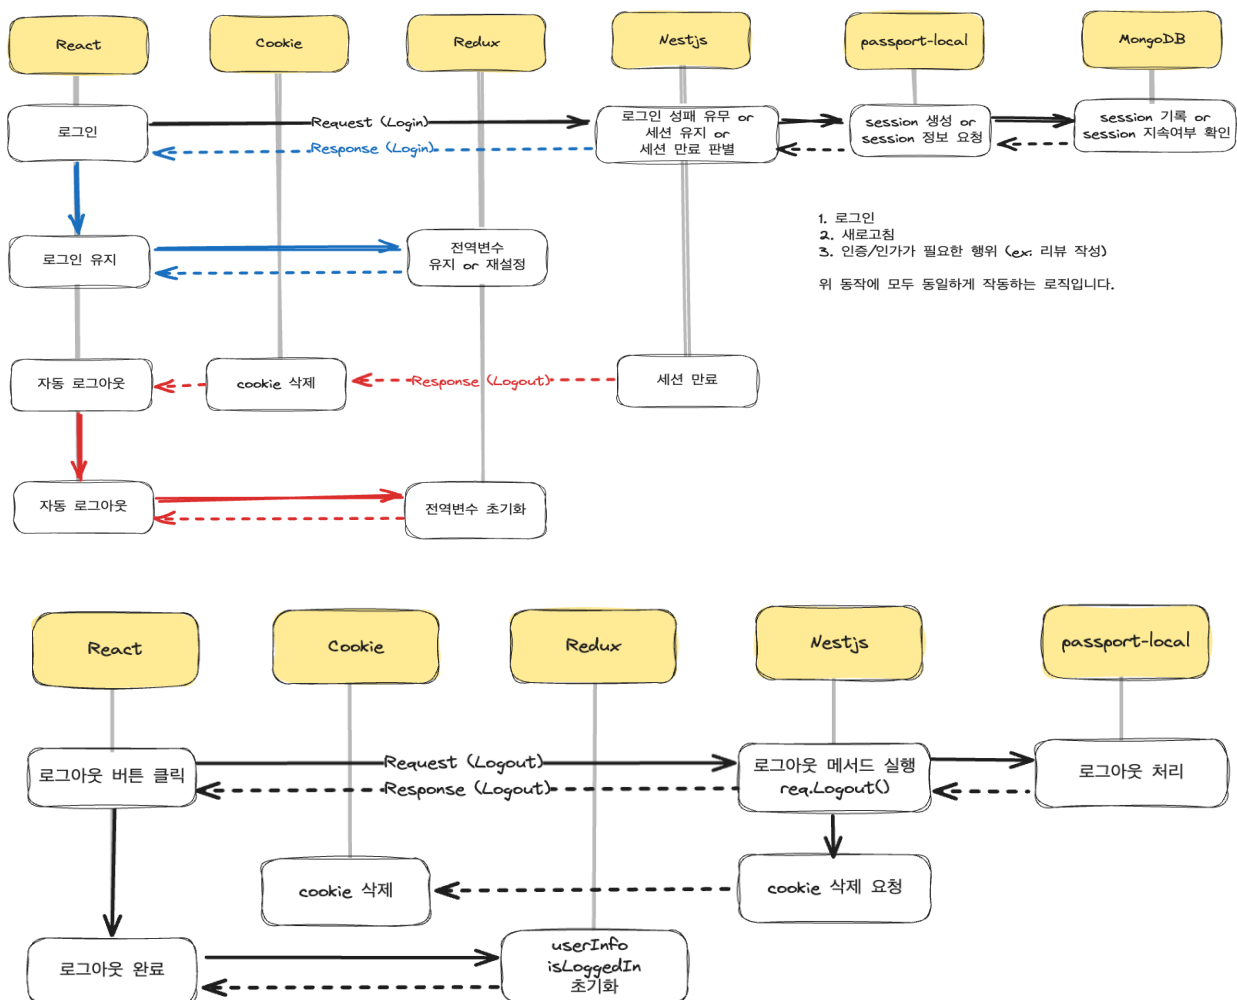 React
Cookie
Redux
Nestjs
passport-local
MongoDB
로그인
Request (Login)
Response (Login)
로그인 성패 유무 or
세션 유지 or
세션 만료 판별
session 생성 or
session 정보 요청
session 기록 or
session 지속여부 확인
로그인 유지
전역변수
유지 or 재설정
1. 로그인
2. 새로고침
3. 인증/인가가 필요한 행위 (ex. 리뷰 작성)
위 동작에 모두 동일하게 작동하는 로직입니다.
자동 로그아웃
cookie 삭제
Response (Logout)
세션 만료
자동 로그아웃
전역변수 초기화
React
Cookie
Redux
Nestjs
passport-local
로그아웃 버튼 클릭
Request (Logout)
Response (Logout)
로그아웃 메서드 실행
req.Logout()
로그아웃 처리
cookie 삭제
cookie 삭제 요청
로그아웃 완료
userInfo
isLoggedIn
초기화